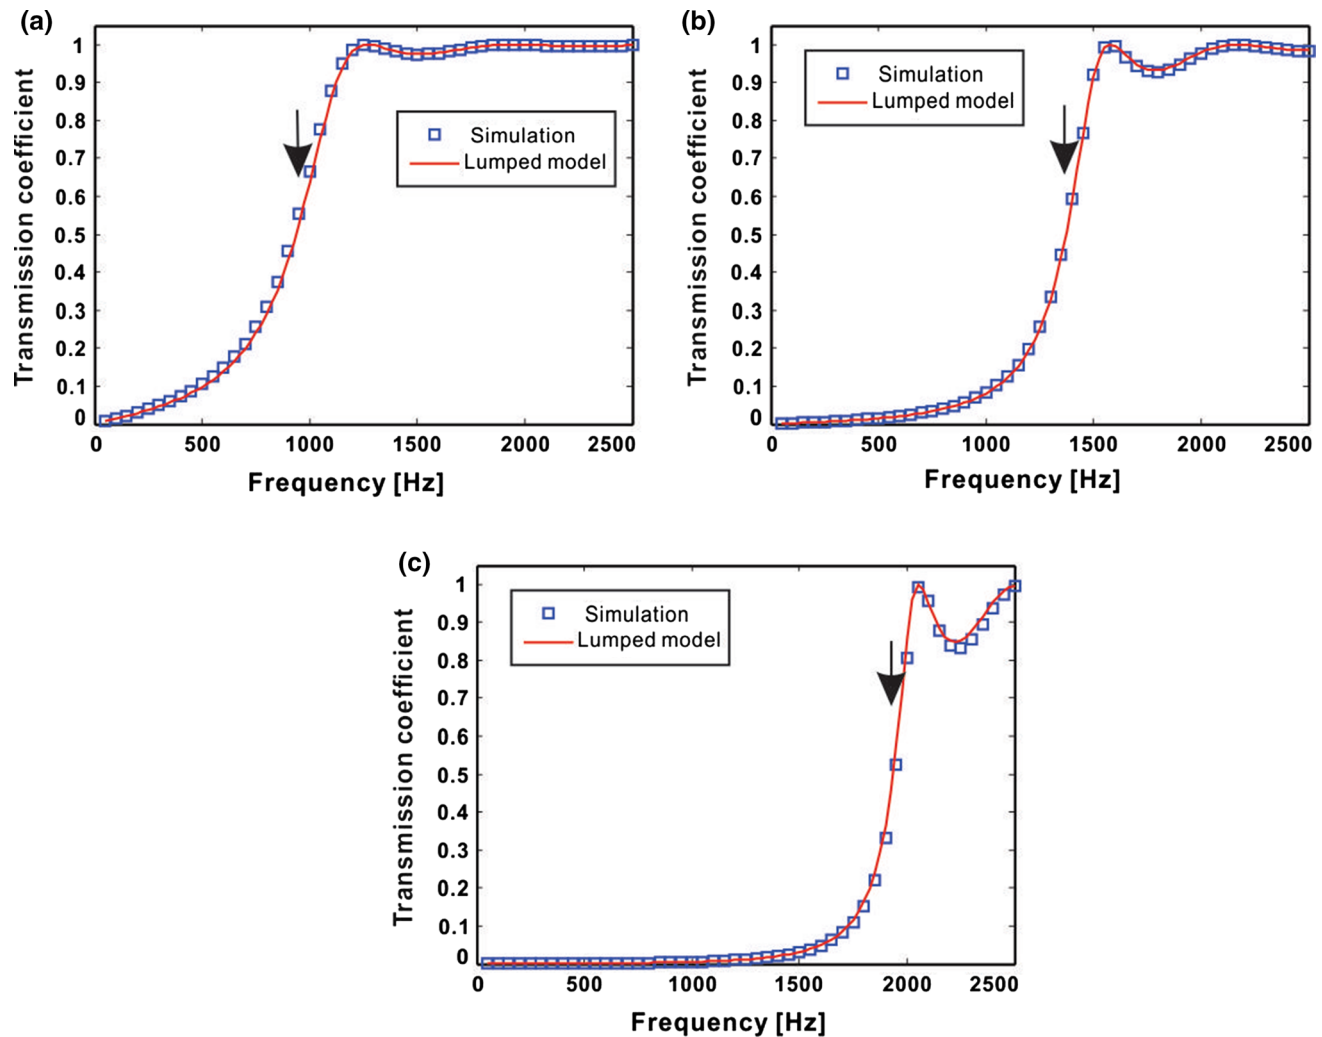 (a)
Transmission coefficient
1
0.9
0.8
0.7
0.6
0.5
0.4
0.3
0.2
0.1
0
Simulation
Lumped model
0 500 1000 1500 2000 2500
Frequency [Hz]
(b)
Transmission coefficient
1
0.9
0.8
0.7
0.6
0.5
0.4
0.3
0.2
0.1
0
Simulation
Lumped model
0 500 1000 1500 2000 2500
Frequency [Hz]
(c)
Transmission coefficient
1
0.9
0.8
0.7
0.6
0.5
0.4
0.3
0.2
0.1
0
Simulation
Lumped model
0 500 1000 1500 2000 2500
Frequency [Hz]